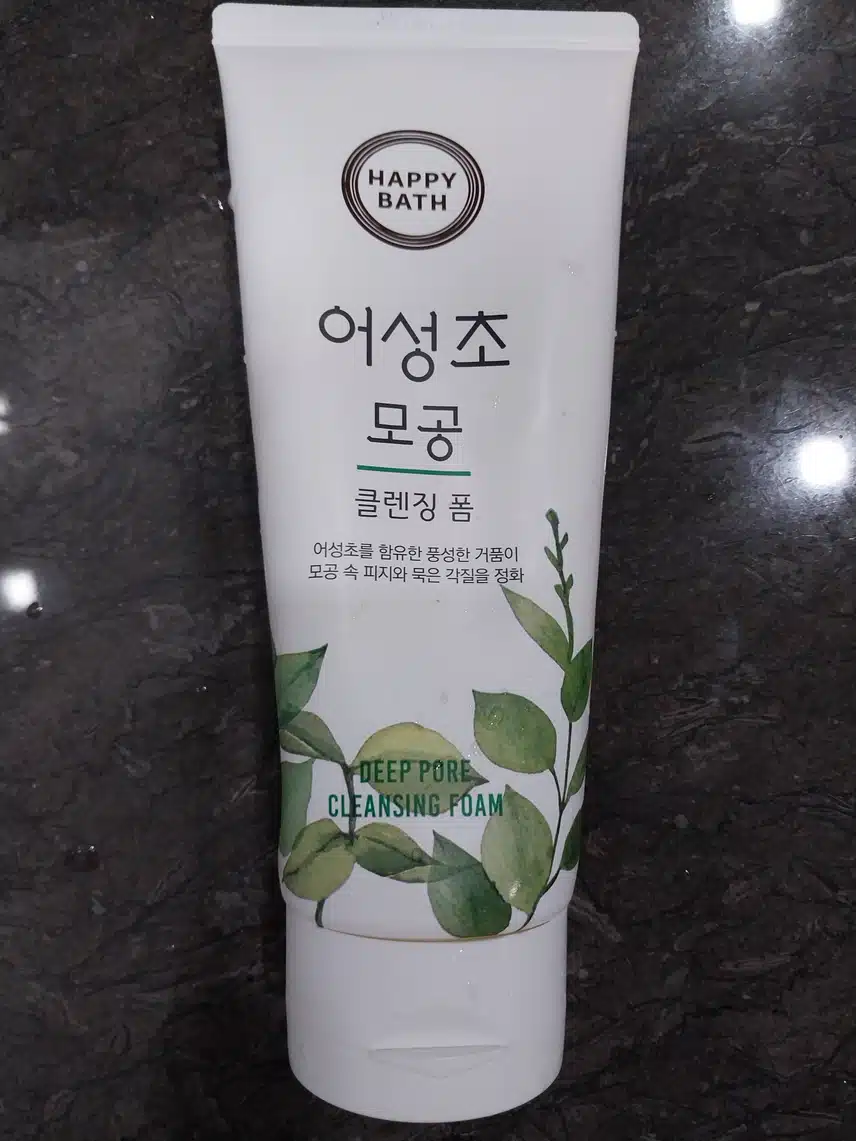 HAPPY
BATH
어성초
모공
클렌징 폼
어성초를 함유한 풍성한 거품이
모공 속 피지와 묵은 각질을 정화
DEEP PORE
CLEANSING FOAM